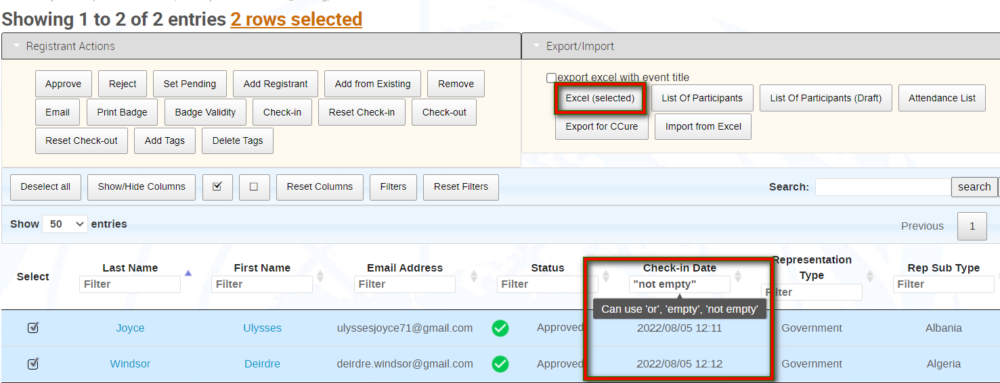 Showing 1 to 2 of 2 entries 2 rows selected
Registrant Actions
Export/Import
Approve Reject Set Pending Add Registrant Add from Existing Remove
Email Print Badge Badge Validity Check-in Reset Check-in Check-out
Reset Check-out Add Tags Delete Tags
export excel with event title
Excel (selected) List Of Participants List Of Participants (Draft) Attendance List
Export for CCure Import from Excel
Deselect all Show/Hide Columns Reset Columns Filters Reset Filters Search: search
Show 50 entries Previous 1
Select Last Name First Name Email Address Status Check-in Date Representation Type Rep Sub Type
Filter Filter Filter Filter "not empty" Filter Filter
Can use 'or', 'empty', 'not empty'
Joyce Ulysses ulyssesjoyce71@gmail.com Approved 2022/08/05 12:11 Government Albania
Windsor Deirdre deirdre.windsor@gmail.com Approved 2022/08/05 12:12 Government Algeria